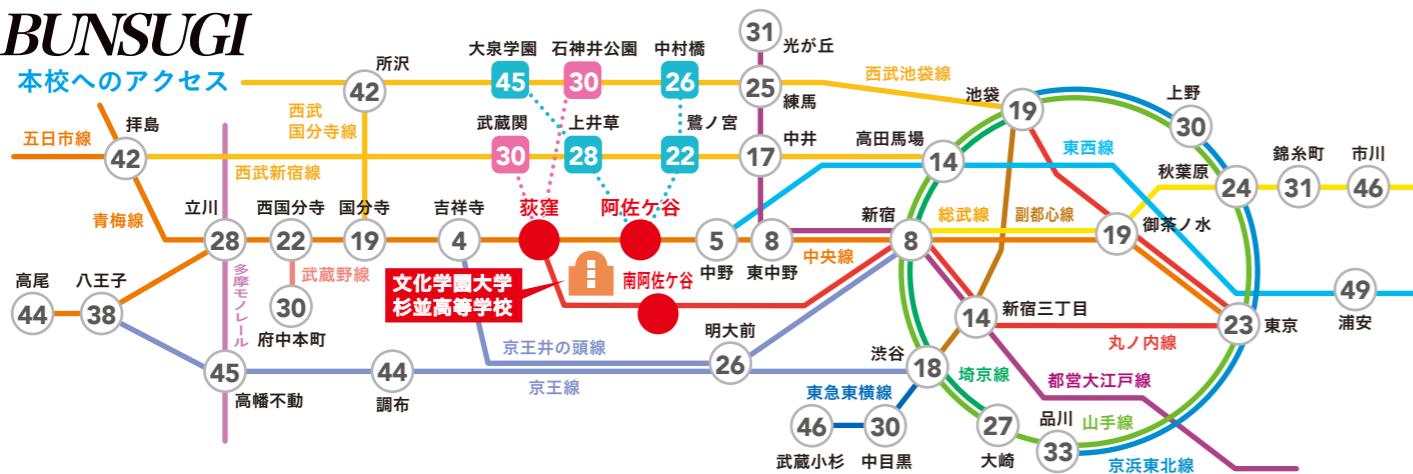 BUNSUGI
本校へのアクセス
所沢
42
大泉学園
45
石神井公園
30
中村橋
26
31
光が丘
25
練馬
西武池袋線
池袋
19
上野
30
五日市線
拝島
42
西武
国分寺線
西武新宿線
武蔵関
30
上井草
28
鷺ノ宮
22
中井
17
高田馬場
14
東西線
秋葉原
24
錦糸町
31
市川
46
青梅線
立川
28
西国分寺
22
国分寺
19
吉祥寺
4
荻窪
阿佐ケ谷
5
中野
8
東中野
中央線
新宿
8
総武線
副都心線
19
御茶ノ水
武蔵野線
30
府中本町
多摩モノレール
高尾
44
八王子
38
文化学園大学
杉並高等学校
南阿佐ケ谷
新宿三丁目
14
丸ノ内線
23
東京
49
浦安
45
高幡不動
44
調布
京王井の頭線
京王線
明大前
26
渋谷
18
埼京線
都営大江戸線
東急東横線
46
武蔵小杉
30
中目黒
27
大崎
品川
33
山手線
京浜東北線